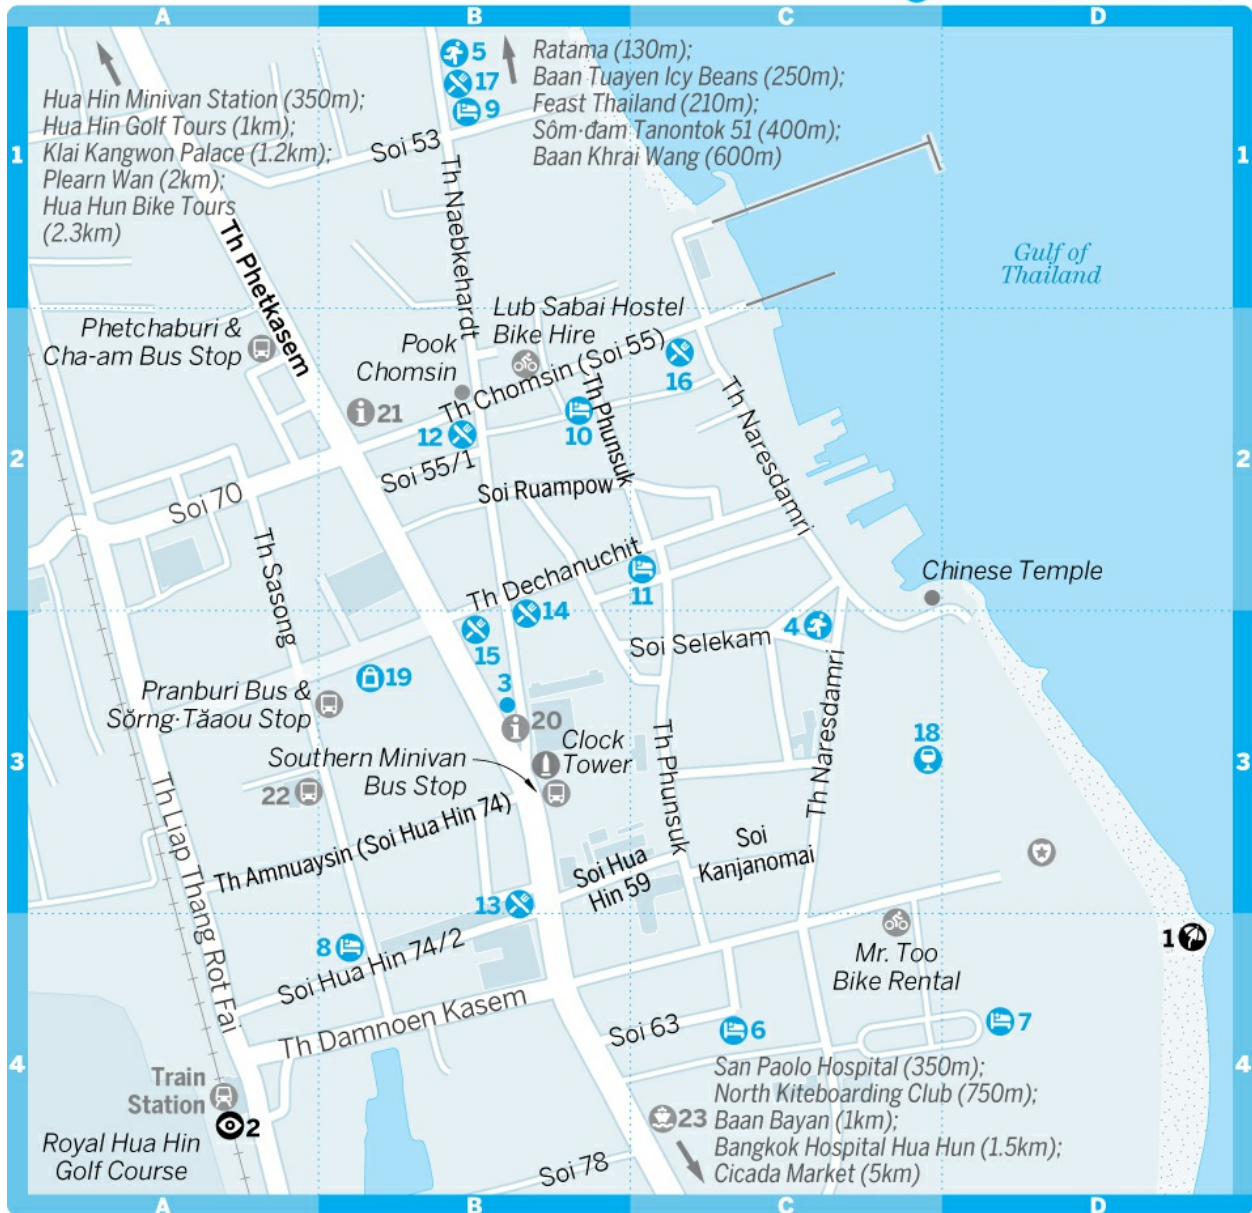 A
B
C
D
1
5
17
9
Ratama (130m);
Baan Tuayen Icy Beans (250m);
Feast Thailand (210m);
Sôm·đam Tanontok 51 (400m);
Baan Khrai Wang (600m)
Hua Hin Minivan Station (350m);
Hua Hin Golf Tours (1km);
Klai Kangwon Palace (1.2km);
Plearn Wan (2km);
Hua Hun Bike Tours
(2.3km)
Soi 53
1
Th Naebkehardt
Th Phetkasem
Gulf of
Thailand
Phetchaburi &
Cha-am Bus Stop
Pook
Chomsin
Lub Sabai Hostel
Bike Hire
Th Chomsin (Soi 55)
16
21
12
10
Th Phunsuk
Th Naresdamri
2
2
Soi 55/1
Soi Ruampow
Soi 70
Th Sasong
Th Dechanuchit
11
Chinese Temple
14
15
Soi Selekam
4
19
3
Pranburi Bus &
Sŏrng·Tăaou Stop
20
Clock
Tower
Southern Minivan
Bus Stop
22
Th Phunsuk
Th Naresdamri
18
3
3
Th Liap Thang Rot Fai
Th Amnuaysin (Soi Hua Hin 74)
Soi Hua
Hin 59
Soi
Kanjanomai
13
8
Soi Hua Hin 74/2
Mr. Too
Bike Rental
1
Th Damnoen Kasem
Soi 63
6
7
4
4
Train
Station
2
Royal Hua Hin
Golf Course
23
San Paolo Hospital (350m);
North Kiteboarding Club (750m);
Baan Bayan (1km);
Bangkok Hospital Hua Hun (1.5km);
Cicada Market (5km)
Soi 78
A
B
C
D